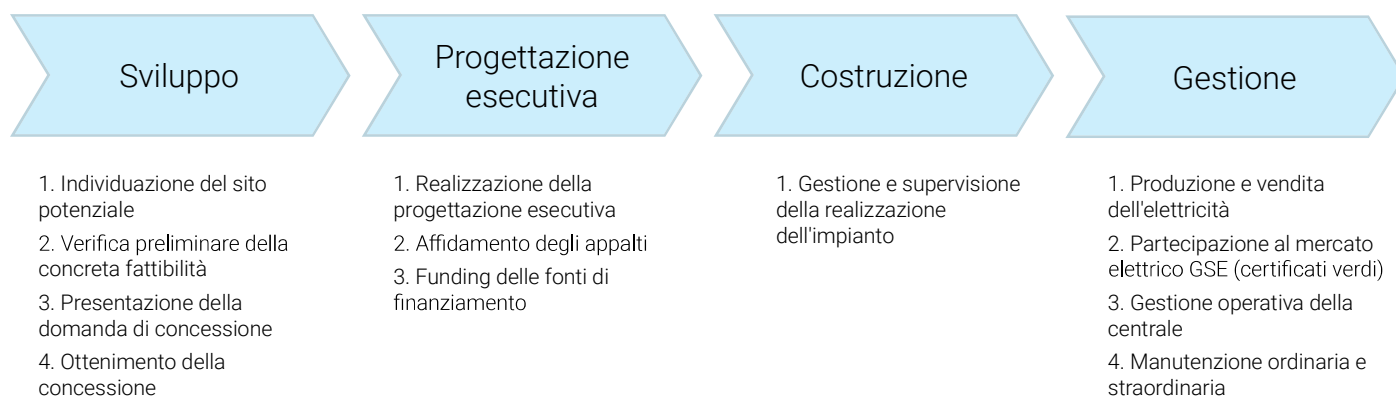 Sviluppo
Progettazione
esecutiva
Costruzione
Gestione
1. Individuazione del sito
potenziale
2. Verifica preliminare della
concreta fattibilità
3. Presentazione della
domanda di concessione
4. Ottenimento della
concessione
1. Realizzazione della
progettazione esecutiva
2. Affidamento degli appalti
3. Funding delle fonti di
finanziamento
1. Gestione e supervisione
della realizzazione
dell'impianto
1. Produzione e vendita
dell'elettricità
2. Partecipazione al mercato
elettrico GSE (certificati verdi)
3. Gestione operativa della
centrale
4. Manutenzione ordinaria e
straordinaria